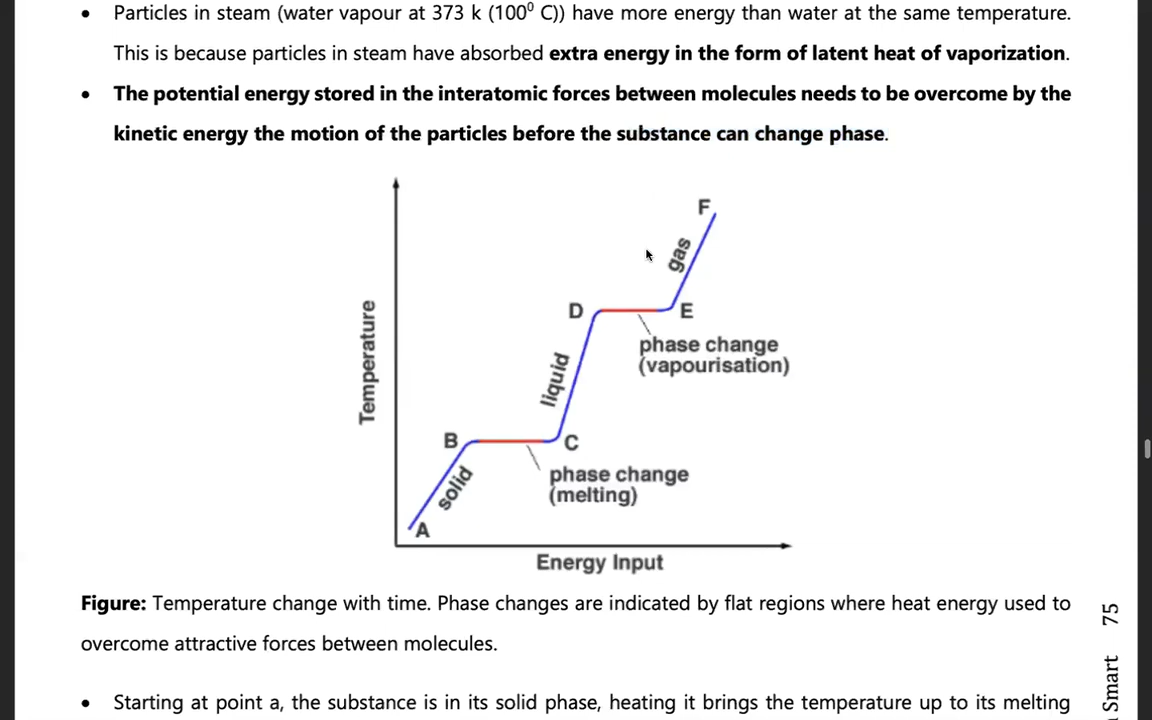 • Particles in steam (water vapour at 373 k (100⁰ C)) have more energy than water at the same temperature.
This is because particles in steam have absorbed extra energy in the form of latent heat of vaporization.
• The potential energy stored in the interatomic forces between molecules needs to be overcome by the
kinetic energy the motion of the particles before the substance can change phase.
F
gas
D
E
phase change
(vapourisation)
Temperature
liquid
B
C
phase change
(melting)
solid
A
Energy Input
Figure: Temperature change with time. Phase changes are indicated by flat regions where heat energy used to
overcome attractive forces between molecules.
• Starting at point a, the substance is in its solid phase, heating it brings the temperature up to its melting
75
Smart